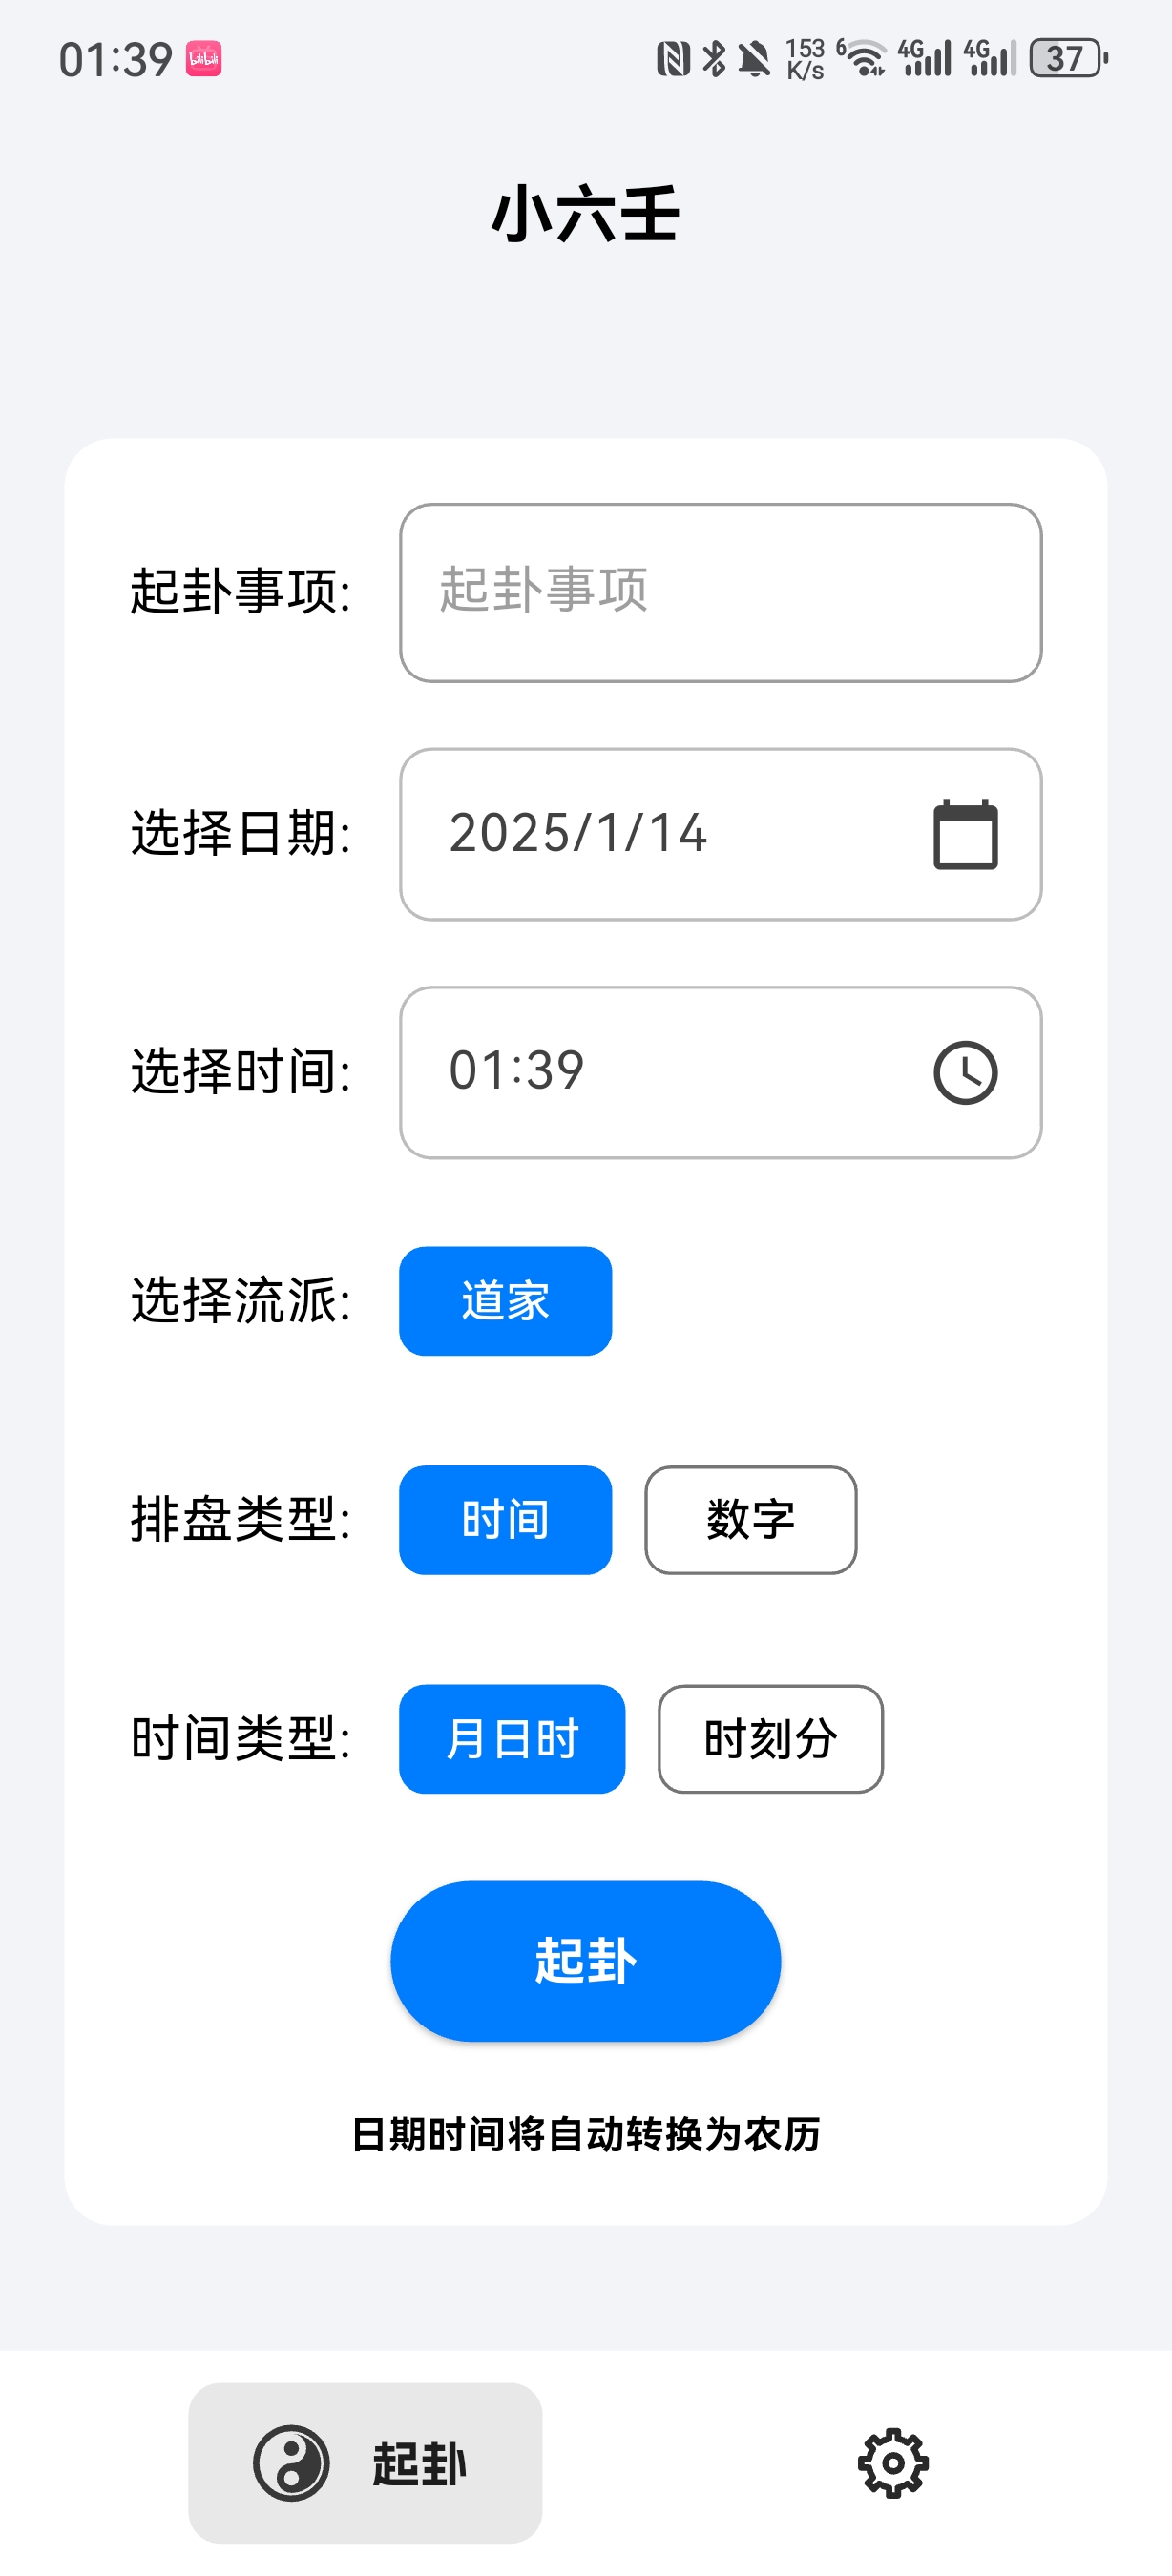 01:39 bilibili 153 K/s 6 4G 4G 37
小六壬
起卦事项: 起卦事项
选择日期: 2025/1/14
选择时间: 01:39
选择流派: 道家
排盘类型: 时间 数字
时间类型: 月日时 时刻分
起卦
日期时间将自动转换为农历
起卦